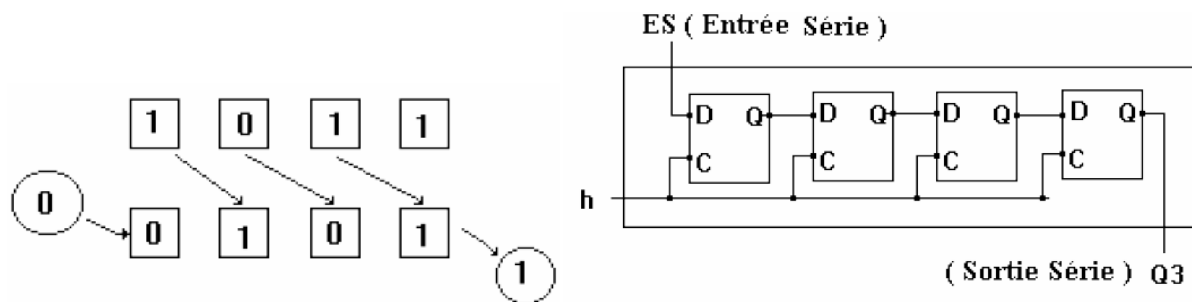 ES ( Entrée Série )
1 0 1 1
0
0 1 0 1
1
D Q D Q D Q D Q
C C C C
h
( Sortie Série ) Q3